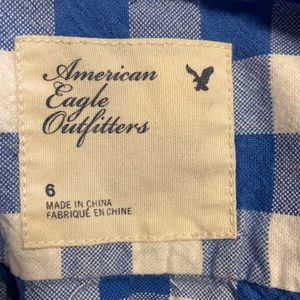 American
Eagle
Outfitters
6
MADE IN CHINA
FABRIQUÉ EN CHINE